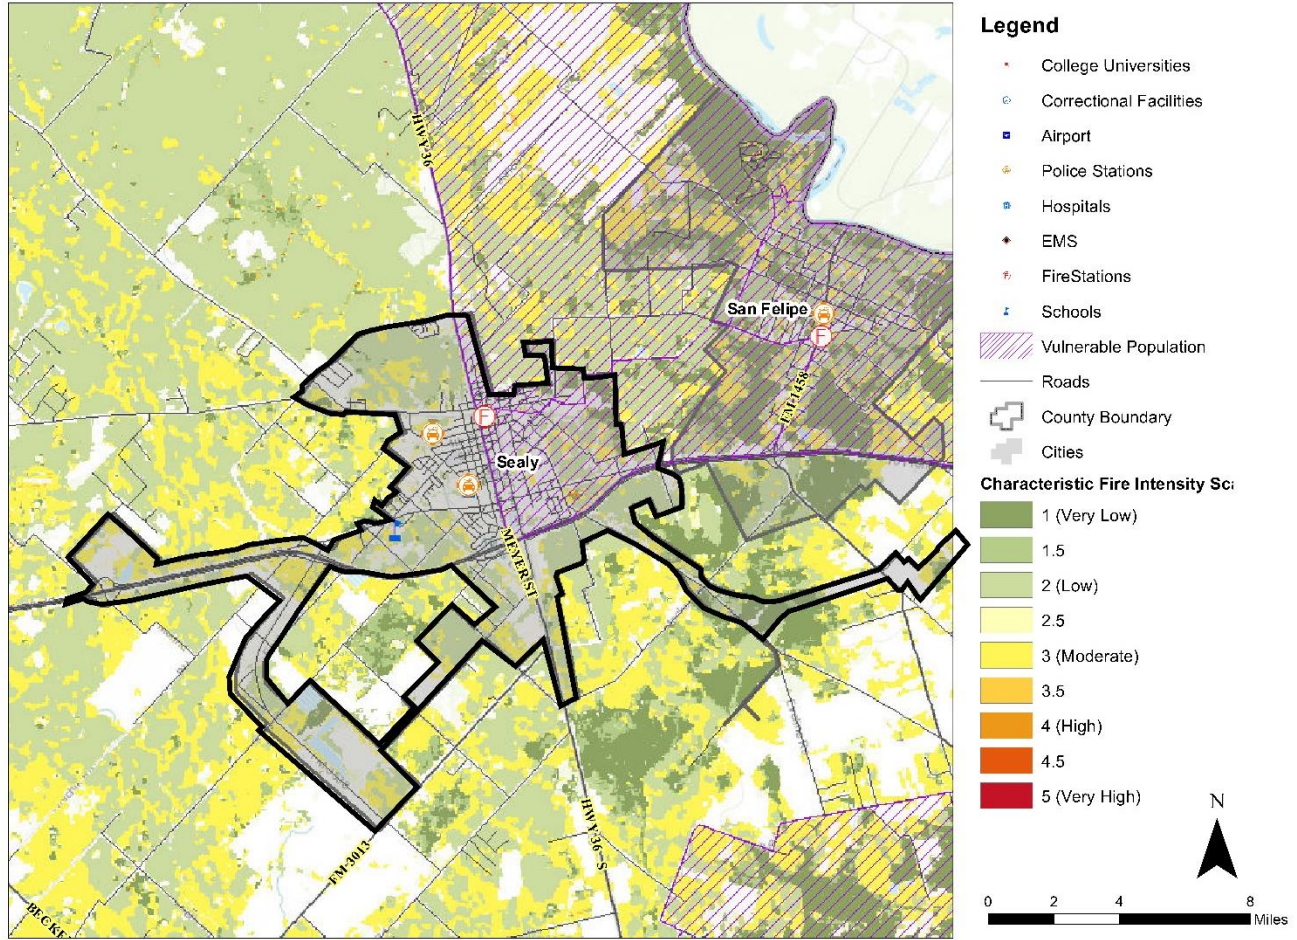 HWY 36
San Felipe
FM-1458
Sealy
MEYER ST
HWY 36 S
FM-3013
BECKE
Legend
College Universities
Correctional Facilities
Airport
Police Stations
Hospitals
EMS
FireStations
Schools
Vulnerable Population
Roads
County Boundary
Cities
Characteristic Fire Intensity Sc
1 (Very Low)
1.5
2 (Low)
2.5
3 (Moderate)
3.5
4 (High)
4.5
5 (Very High)
N
0 2 4 8
Miles
F
F